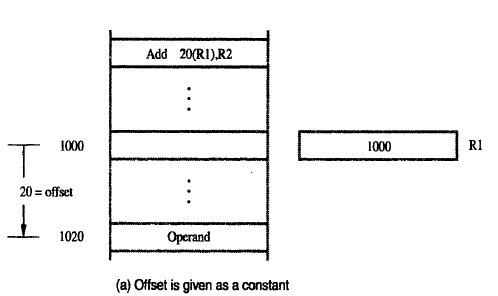 Add 20(R1),R2
1000
1000
R1
20 = offset
1020
Operand
(a) Offset is given as a constant